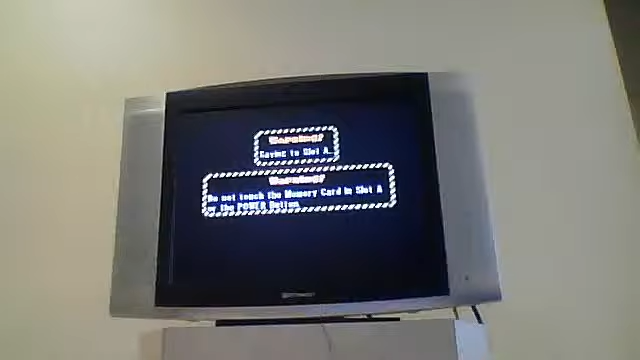 Warning!
Saving to Slot A...
Warning!
Do not touch the Memory Card in Slot A
or the POWER Button.